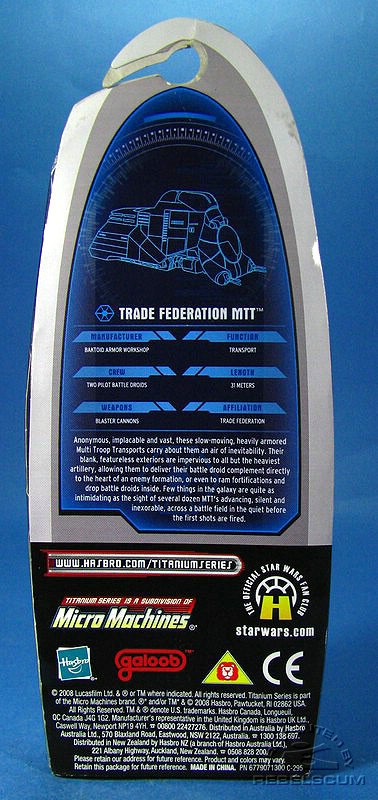 TRADE FEDERATION MTT™
MANUFACTURER FUNCTION
BAKTOID ARMOR WORKSHOP TRANSPORT
CREW LENGTH
TWO PILOT BATTLE DROIDS 31 METERS
WEAPONS AFFILIATION
BLASTER CANNONS TRADE FEDERATION
Anonymous, implacable and vast, these slow-moving, heavily armored
Multi Troop Transports carry about them an air of inevitability. Their
blank, featureless exteriors are impervious to all but the heaviest
artillery, allowing them to deliver their battle droid complement directly
to the heart of an enemy formation, or even to ram fortifications and
drop battle droids inside. Few things in the galaxy are quite as
intimidating as the sight of several dozen MTT's advancing, silent and
inexorable, across a battle field in the quiet before
the first shots are fired.
WWW.HASBRO.COM/TITANIUMSERIES
TITANIUM SERIES IS A SUBDIVISION OF
Micro Machines®
THE OFFICIAL STAR WARS FAN CLUB
H
starwars.com
Hasbro ®
galoob™
CE
© 2008 Lucasfilm Ltd. & ® or TM where indicated. All rights reserved. Titanium Series is part
of the Micro Machines brand. ®* and/or TM* & © 2008 Hasbro, Pawtucket, RI 02862 USA.
All Rights Reserved. TM & ® denote U.S. trademarks. Hasbro Canada, Longueuil,
QC Canada J4G 1G2. Manufacturer's representative in the United Kingdom is Hasbro UK Ltd.,
Caswell Way, Newport NP19 4YH. ☎ 00800 22427276. Distributed in Australia by Hasbro
Australia Ltd., 570 Blaxland Road, Eastwood, NSW 2122, Australia. ☎ 1300 138 697.
Distributed in New Zealand by Hasbro NZ (a branch of Hasbro Australia Ltd.),
221 Albany Highway, Auckland, New Zealand. ☎ 0508 828 200.
Please retain our address for future reference. Product and colors may vary.
Retain this package for future reference. MADE IN CHINA. PN 6779071300 C-295
REBELSCUM